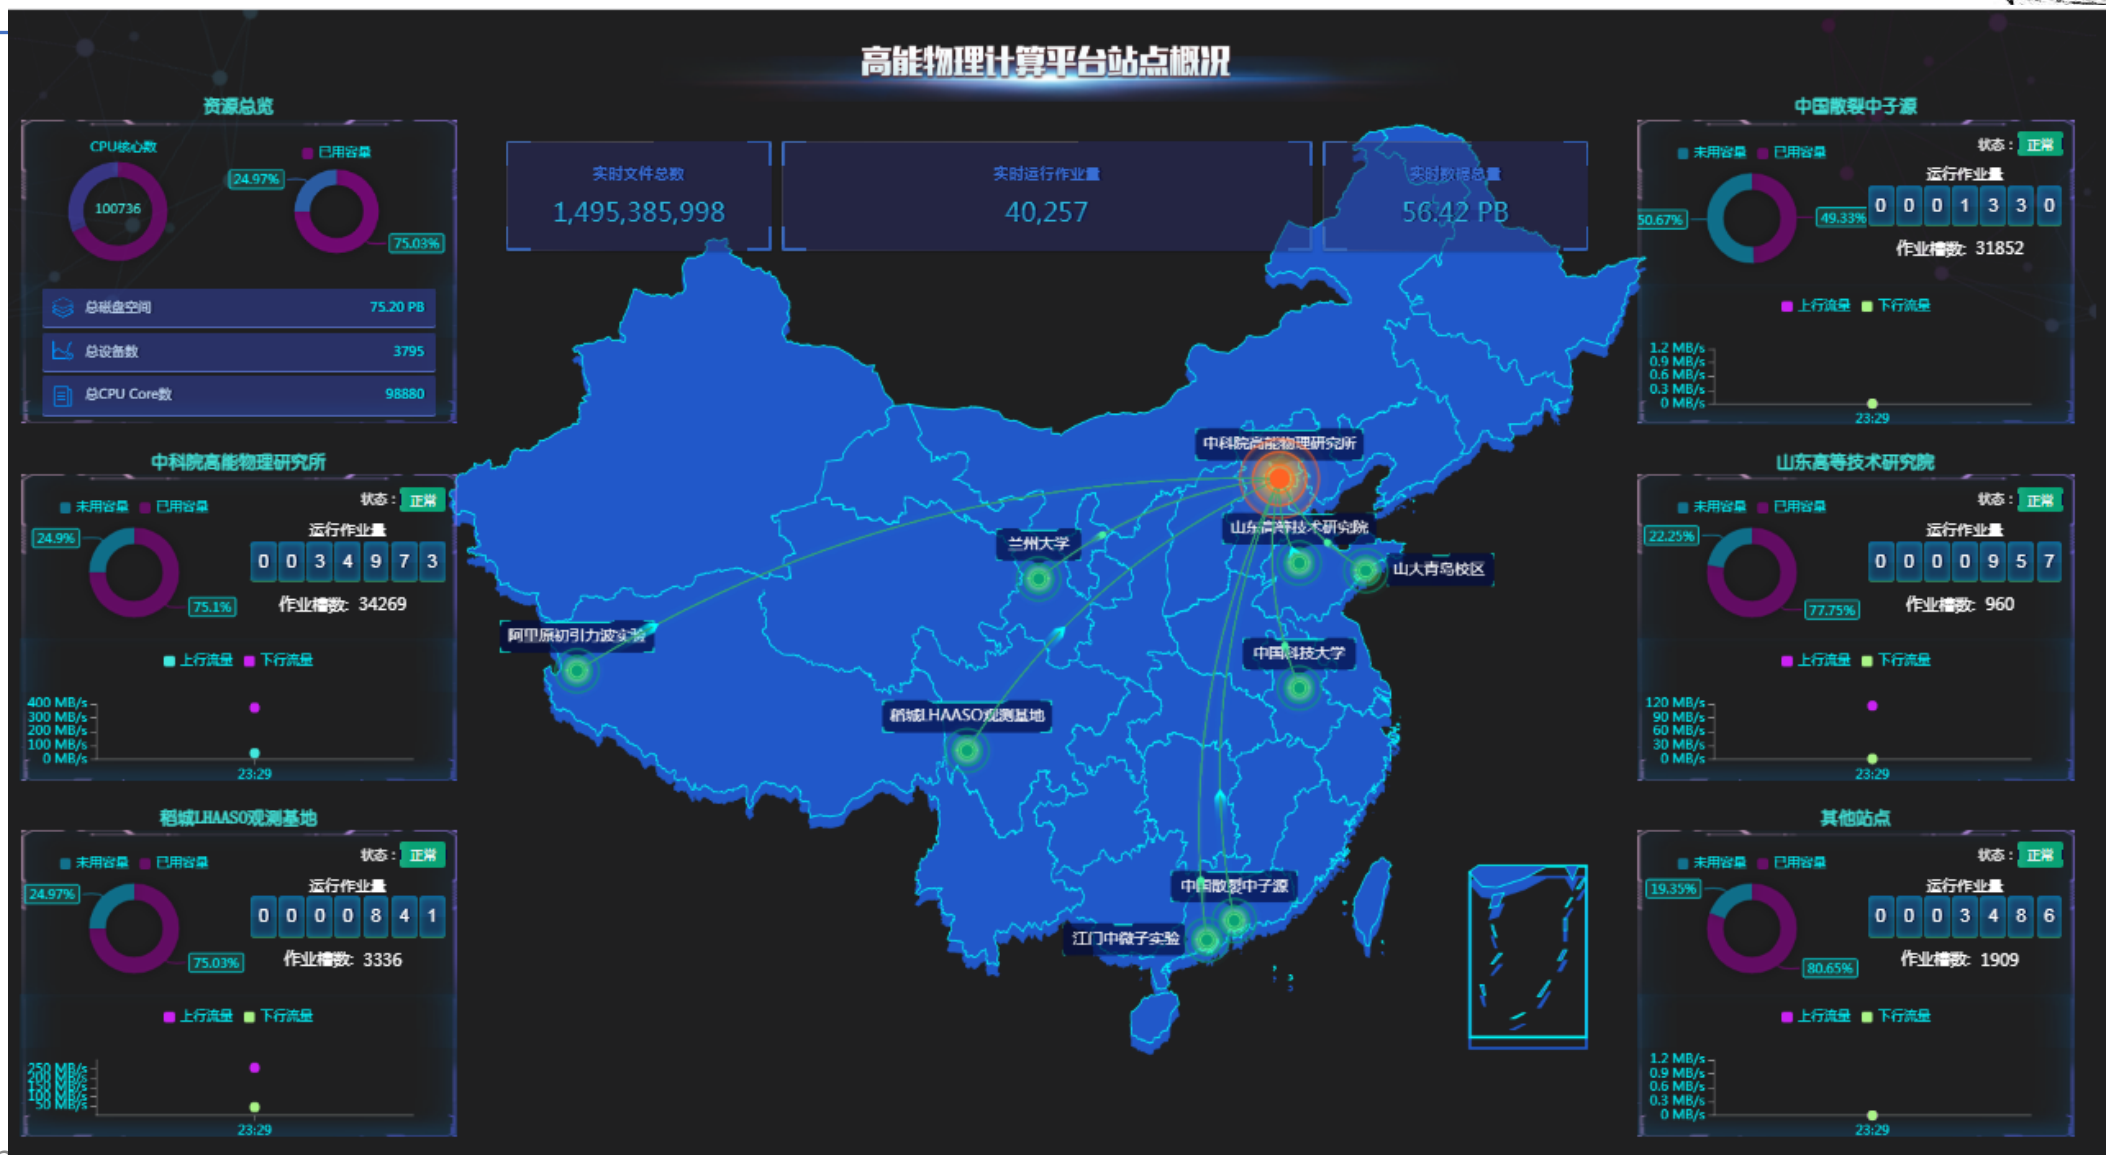 高能物理计算平台站点概况
资源总览
CPU核心数
100736
已用容量
24.97%
75.03%
总磁盘空间 75.20 PB
总设备数 3795
总CPU Core数 98880
中科院高能物理研究所
未用容量 已用容量
状态： 正常
24.9%
75.1%
运行作业量
0 0 3 4 9 7 3
作业槽数: 34269
上行流量 下行流量
400 MB/s
300 MB/s
200 MB/s
100 MB/s
0 MB/s
23:29
稻城LHAASO观测基地
未用容量 已用容量
状态： 正常
24.97%
75.03%
运行作业量
0 0 0 0 8 4 1
作业槽数: 3336
上行流量 下行流量
250 MB/s
200 MB/s
150 MB/s
100 MB/s
50 MB/s
23:29
实时文件总数
1,495,385,998
实时运行作业量
40,257
实时数据总量
56.42 PB
中科院高能物理研究所
山东高等技术研究院
兰州大学
山大青岛校区
阿里原初引力波实验
中国科技大学
稻城LHAASO观测基地
中国散裂中子源
江门中微子实验
中国散裂中子源
未用容量 已用容量
状态： 正常
50.67%
49.33%
运行作业量
0 0 0 1 3 3 0
作业槽数: 31852
上行流量 下行流量
1.2 MB/s
0.9 MB/s
0.6 MB/s
0.3 MB/s
0 MB/s
23:29
山东高等技术研究院
未用容量 已用容量
状态： 正常
22.25%
77.75%
运行作业量
0 0 0 0 9 5 7
作业槽数: 960
上行流量 下行流量
120 MB/s
90 MB/s
60 MB/s
30 MB/s
0 MB/s
23:29
其他站点
未用容量 已用容量
状态： 正常
19.35%
80.65%
运行作业量
0 0 0 3 4 8 6
作业槽数: 1909
上行流量 下行流量
1.2 MB/s
0.9 MB/s
0.6 MB/s
0.3 MB/s
0 MB/s
23:29